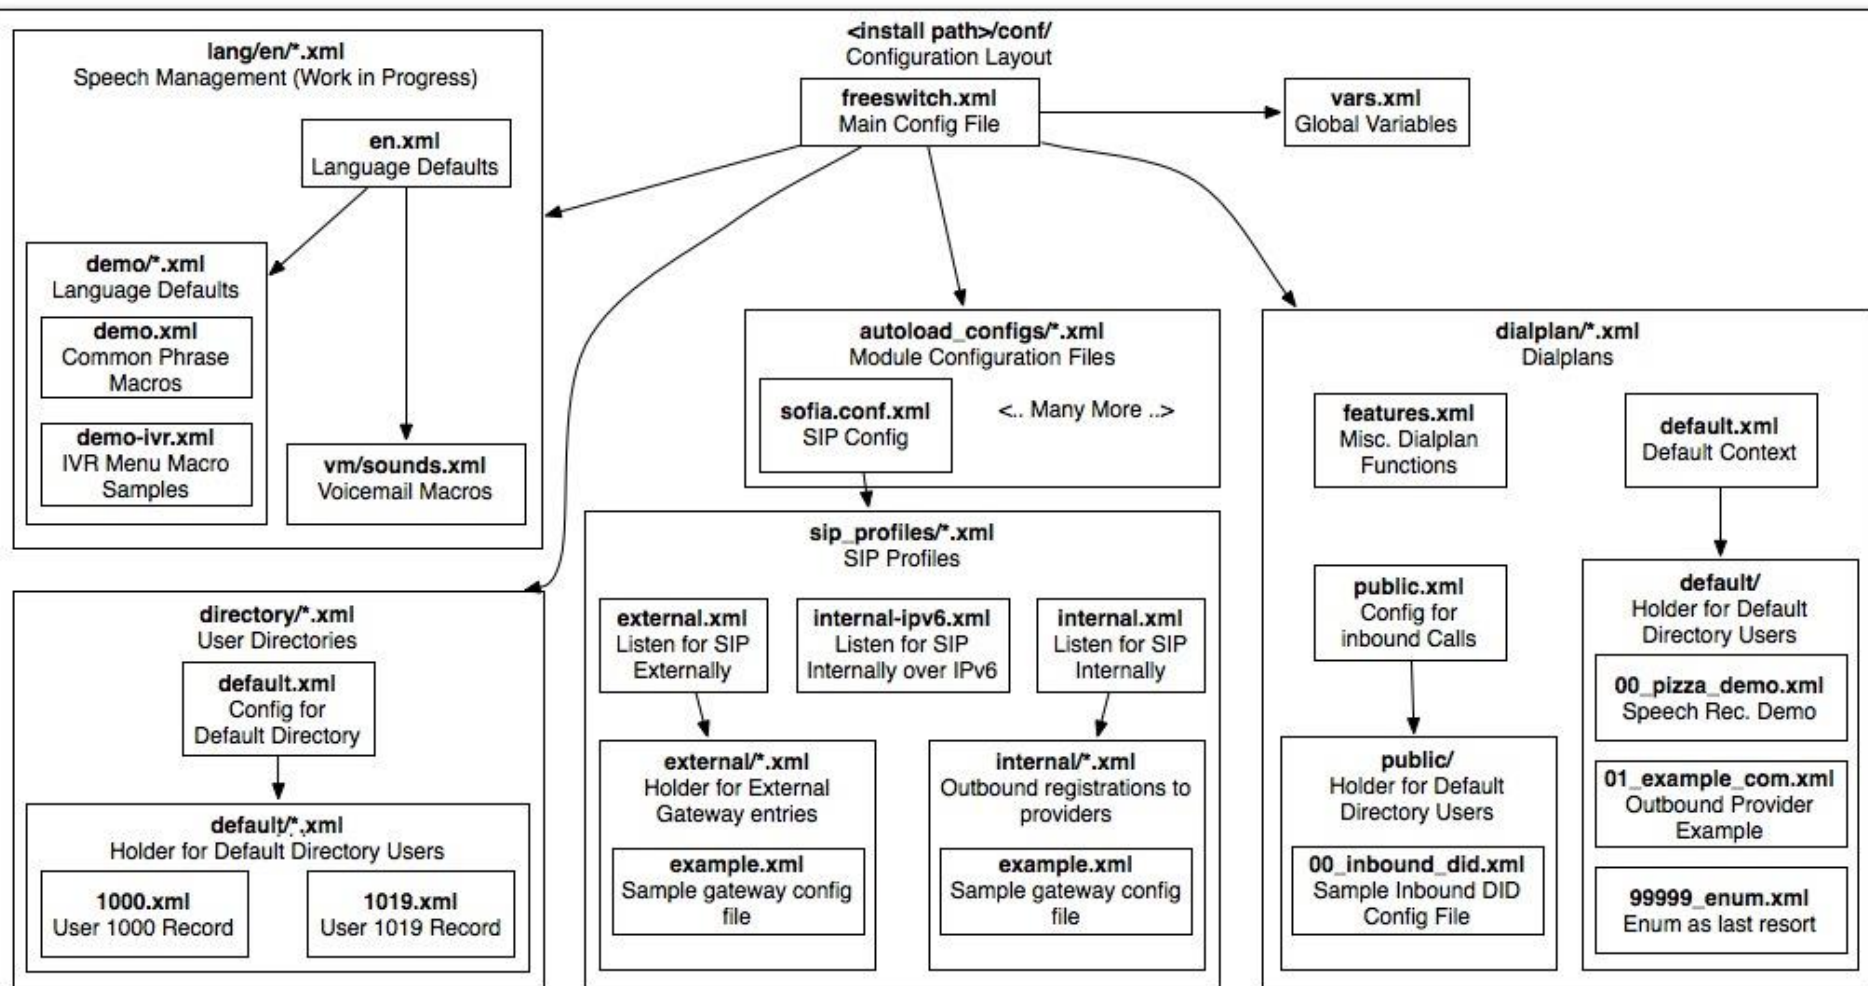 <install path>/conf/
Configuration Layout
freeswitch.xml
Main Config File
vars.xml
Global Variables
lang/en/*.xml
Speech Management (Work in Progress)
en.xml
Language Defaults
demo/*.xml
Language Defaults
demo.xml
Common Phrase
Macros
demo-ivr.xml
IVR Menu Macro
Samples
vm/sounds.xml
Voicemail Macros
directory/*.xml
User Directories
default.xml
Config for
Default Directory
default/*.xml
Holder for Default Directory Users
1000.xml
User 1000 Record
1019.xml
User 1019 Record
autoload_configs/*.xml
Module Configuration Files
sofia.conf.xml
SIP Config
<.. Many More ..>
sip_profiles/*.xml
SIP Profiles
external.xml
Listen for SIP
Externally
internal-ipv6.xml
Listen for SIP
Internally over IPv6
internal.xml
Listen for SIP
Internally
external/*.xml
Holder for External
Gateway entries
example.xml
Sample gateway config
file
internal/*.xml
Outbound registrations to
providers
example.xml
Sample gateway config
file
dialplan/*.xml
Dialplans
features.xml
Misc. Dialplan
Functions
default.xml
Default Context
public.xml
Config for
inbound Calls
public/
Holder for Default
Directory Users
00_inbound_did.xml
Sample Inbound DID
Config File
default/
Holder for Default
Directory Users
00_pizza_demo.xml
Speech Rec. Demo
01_example_com.xml
Outbound Provider
Example
99999_enum.xml
Enum as last resort